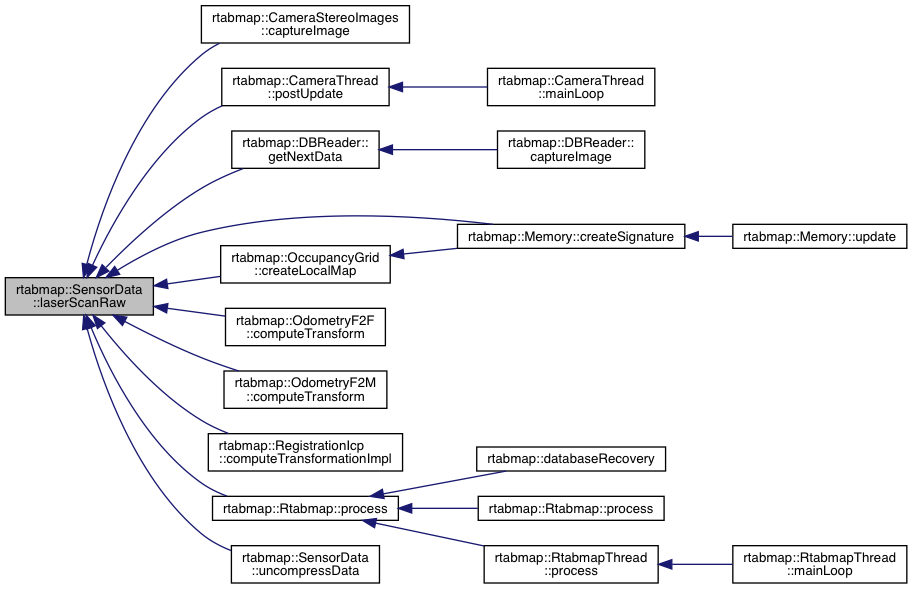 rtabmap::CameraStereoImages
::captureImage
rtabmap::CameraThread
::postUpdate
rtabmap::CameraThread
::mainLoop
rtabmap::DBReader::
getNextData
rtabmap::DBReader::
captureImage
rtabmap::Memory::createSignature
rtabmap::Memory::update
rtabmap::OccupancyGrid
::createLocalMap
rtabmap::SensorData
::laserScanRaw
rtabmap::OdometryF2F
::computeTransform
rtabmap::OdometryF2M
::computeTransform
rtabmap::RegistrationIcp
::computeTransformationImpl
rtabmap::databaseRecovery
rtabmap::Rtabmap::process
rtabmap::Rtabmap::process
rtabmap::SensorData
::uncompressData
rtabmap::RtabmapThread
::process
rtabmap::RtabmapThread
::mainLoop